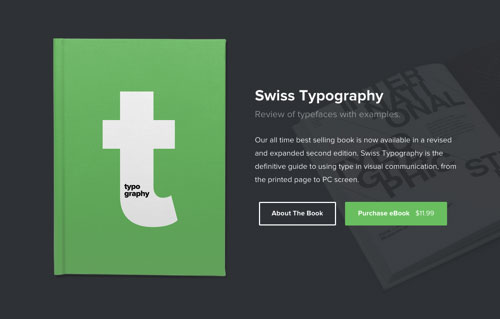 t
typo
graphy
Swiss Typography
Review of typefaces with examples.
Our all time best selling book is now available in a revised
and expanded second edition. Swiss Typography is the
definitive guide to using type in visual communication, from
the printed page to PC screen.
About The Book
Purchase eBook $11.99